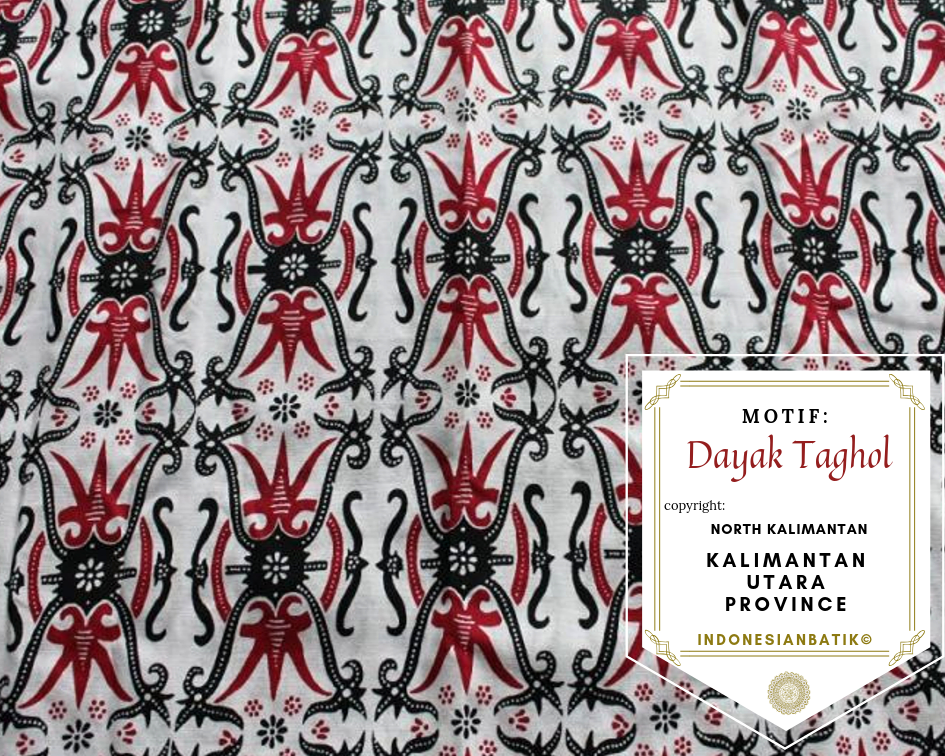 MOTIF:
Dayak Taghol
copyright:
NORTH KALIMANTAN
KALIMANTAN
UTARA
PROVINCE
INDONESIANBATIK©